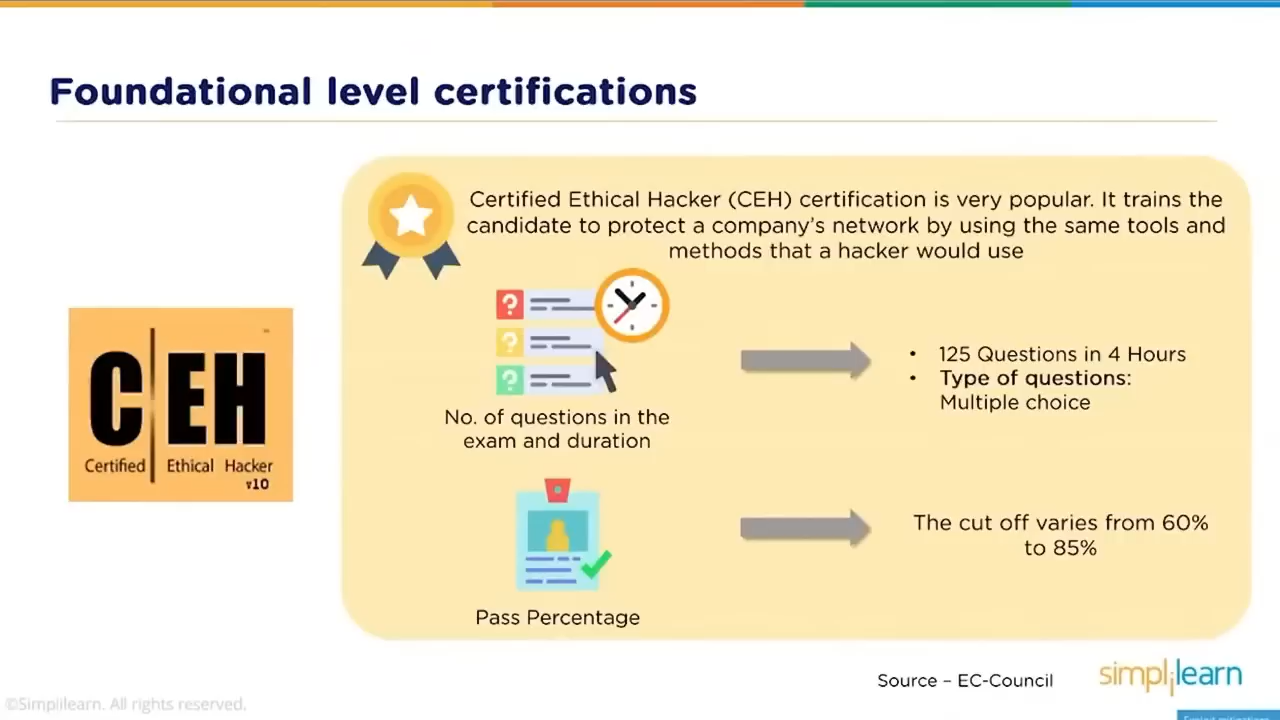 Foundational level certifications
Certified Ethical Hacker (CEH) certification is very popular. It trains the
candidate to protect a company's network by using the same tools and
methods that a hacker would use
C EH
Certified Ethical Hacker
v10
? 
?
?
No. of questions in the
exam and duration
• 125 Questions in 4 Hours
• Type of questions:
Multiple choice
Pass Percentage
The cut off varies from 60%
to 85%
Source – EC-Council
simplilearn
©Simplilearn. All rights reserved.